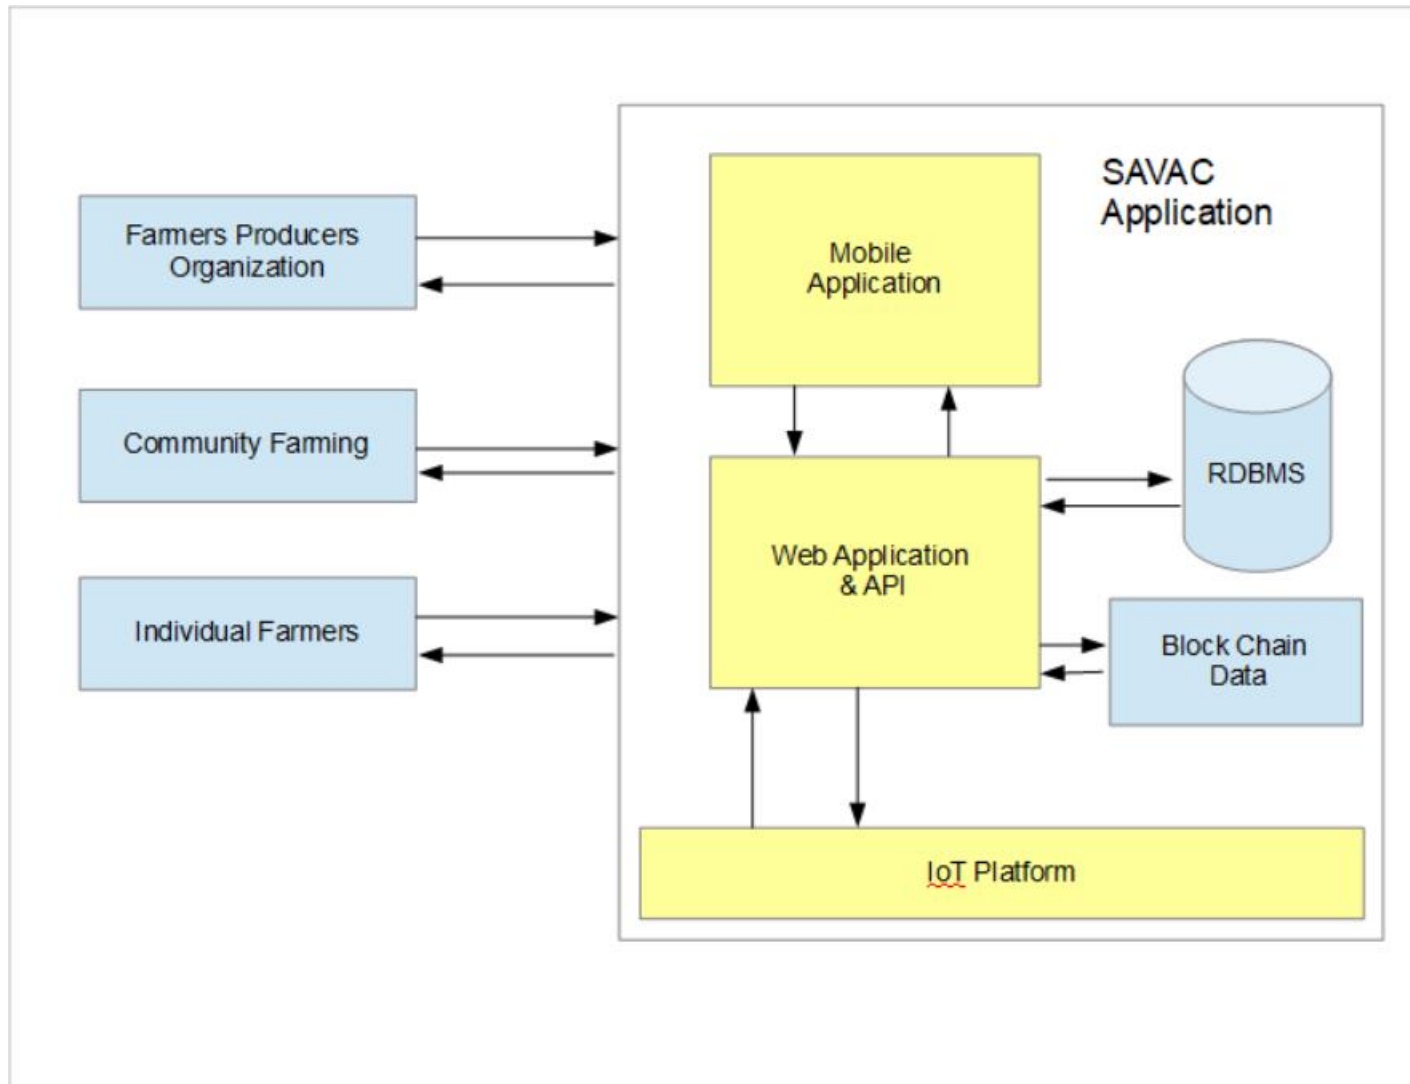 SAVAC
Application
Farmers Producers
Organization
Mobile
Application
Community Farming
RDBMS
Web Application
& API
Individual Farmers
Block Chain
Data
IoT Platform